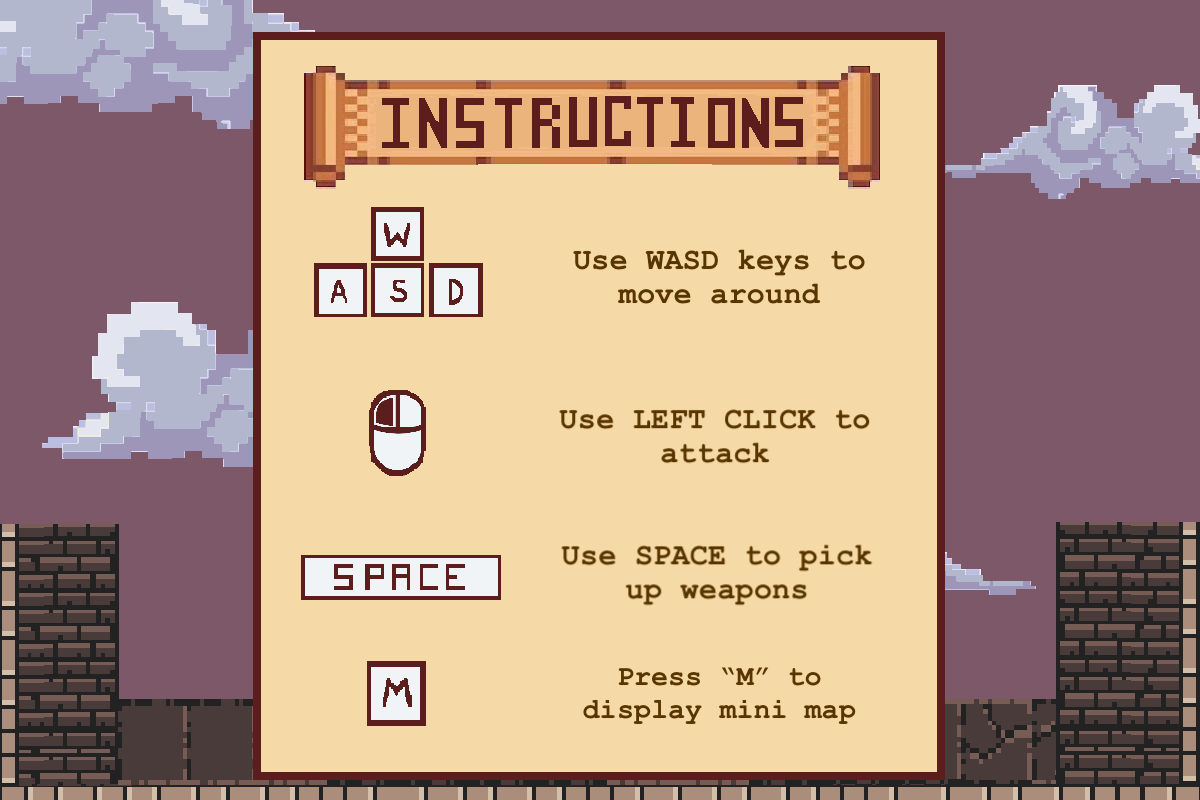 INSTRUCTIONS
W
A S D
Use WASD keys to
move around
Use LEFT CLICK to
attack
SPACE
Use SPACE to pick
up weapons
M
Press “M” to
display mini map